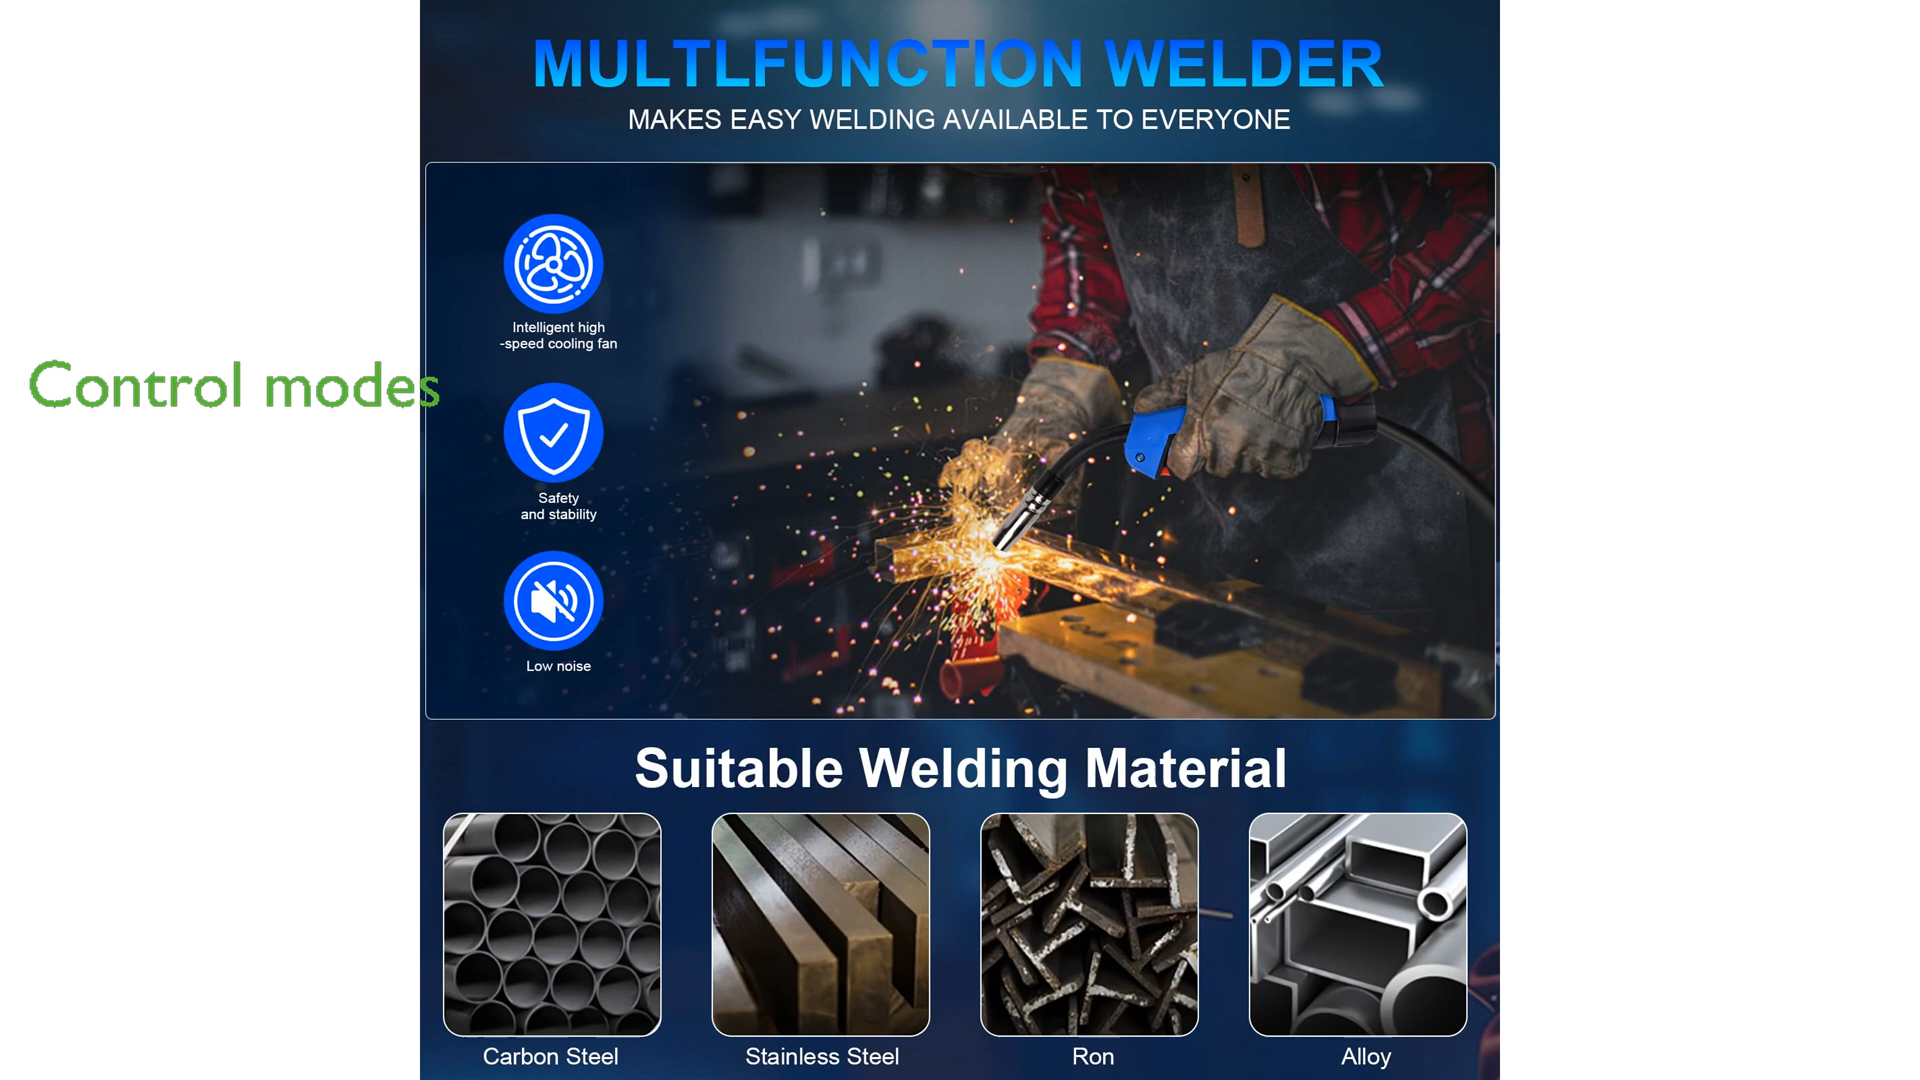 MULTLFUNCTION WELDER
MAKES EASY WELDING AVAILABLE TO EVERYONE
Intelligent high
-speed cooling fan
Control modes
Safety
and stability
Low noise
Suitable Welding Material
Carbon Steel
Stainless Steel
Ron
Alloy